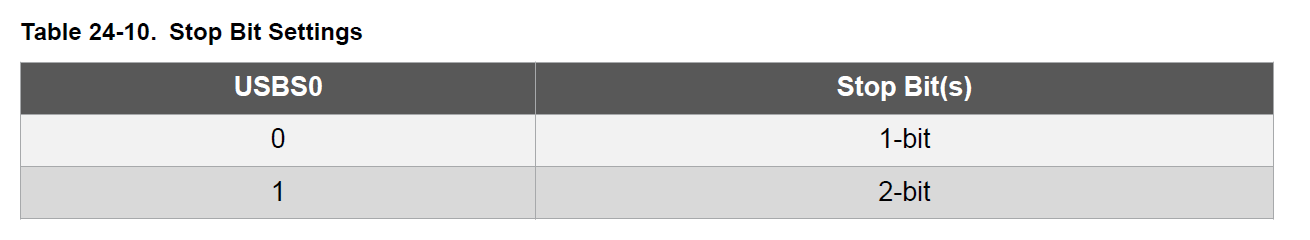 Table 24-10. Stop Bit Settings
USBS0 Stop Bit(s)
0 1-bit
1 2-bit